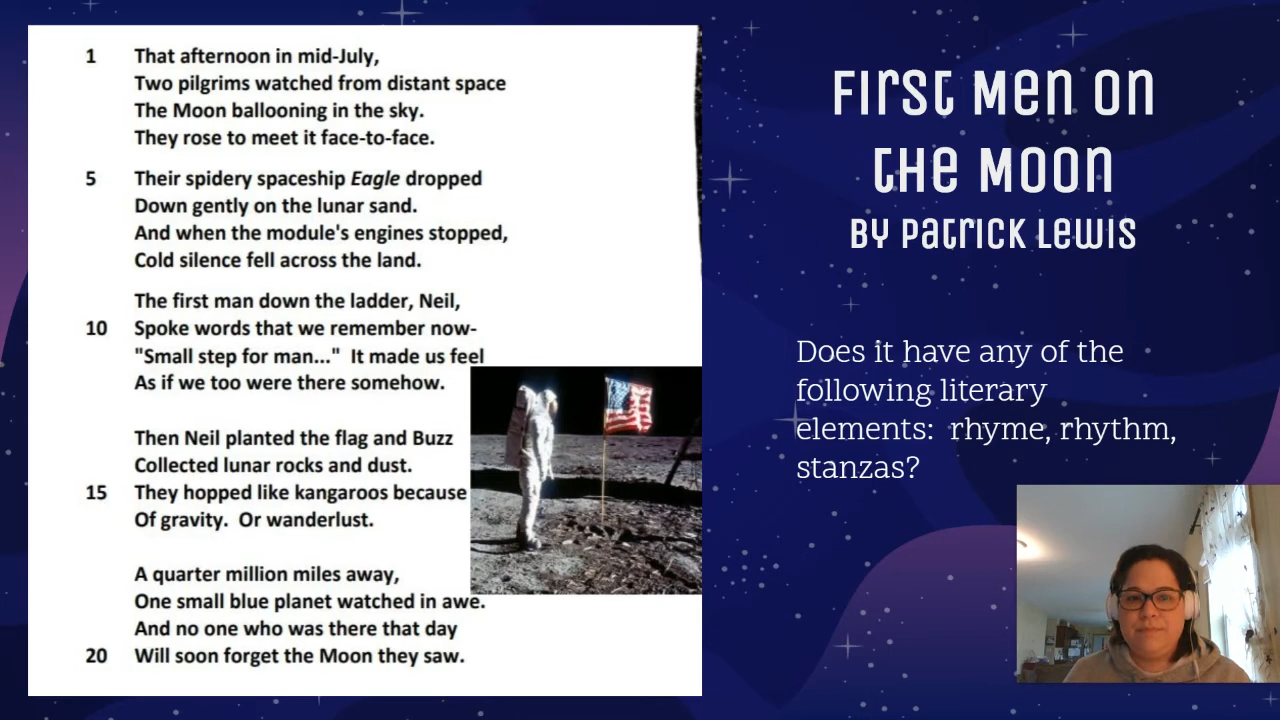 1 That afternoon in mid-July,
Two pilgrims watched from distant space
The Moon ballooning in the sky.
They rose to meet it face-to-face.
5 Their spidery spaceship Eagle dropped
Down gently on the lunar sand.
And when the module's engines stopped,
Cold silence fell across the land.
The first man down the ladder, Neil,
10 Spoke words that we remember now-
"Small step for man..." It made us feel
As if we too were there somehow.
Then Neil planted the flag and Buzz
Collected lunar rocks and dust.
15 They hopped like kangaroos because
Of gravity. Or wanderlust.
A quarter million miles away,
One small blue planet watched in awe.
And no one who was there that day
20 Will soon forget the Moon they saw.
First Men on
the Moon
By Patrick Lewis
Does it have any of the
following literary
elements: rhyme, rhythm,
stanzas?